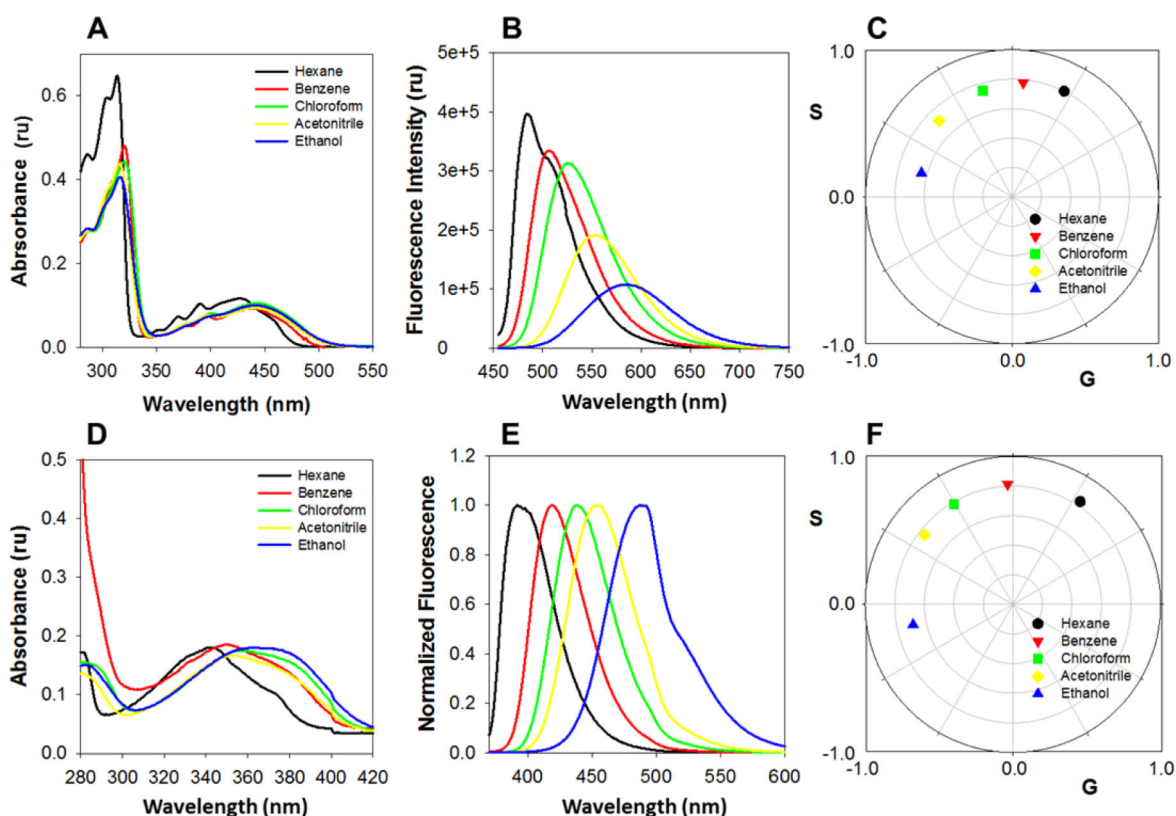 A
B
C
Abrsorbance (ru)
0.6
0.4
0.2
0.0
Hexane
Benzene
Chloroform
Acetonitrile
Ethanol
300 350 400 450 500 550
Wavelength (nm)
Fluorescence Intensity (ru)
5e+5
4e+5
3e+5
2e+5
1e+5
0
450 500 550 600 650 700 750
Wavelength (nm)
1.0
S
0.0
-1.0
Hexane
Benzene
Chloroform
Acetonitrile
Ethanol
-1.0 0.0 1.0
G
D
E
F
Absorbance (ru)
0.5
0.4
0.3
0.2
0.1
0.0
Hexane
Benzene
Chloroform
Acetonitrile
Ethanol
280 300 320 340 360 380 400 420
Wavelength (nm)
Normalized Fluorescence
1.2
1.0
0.8
0.6
0.4
0.2
0.0
400 450 500 550 600
Wavelength (nm)
1.0
S
0.0
-1.0
Hexane
Benzene
Chloroform
Acetonitrile
Ethanol
-1.0 0.0 1.0
G